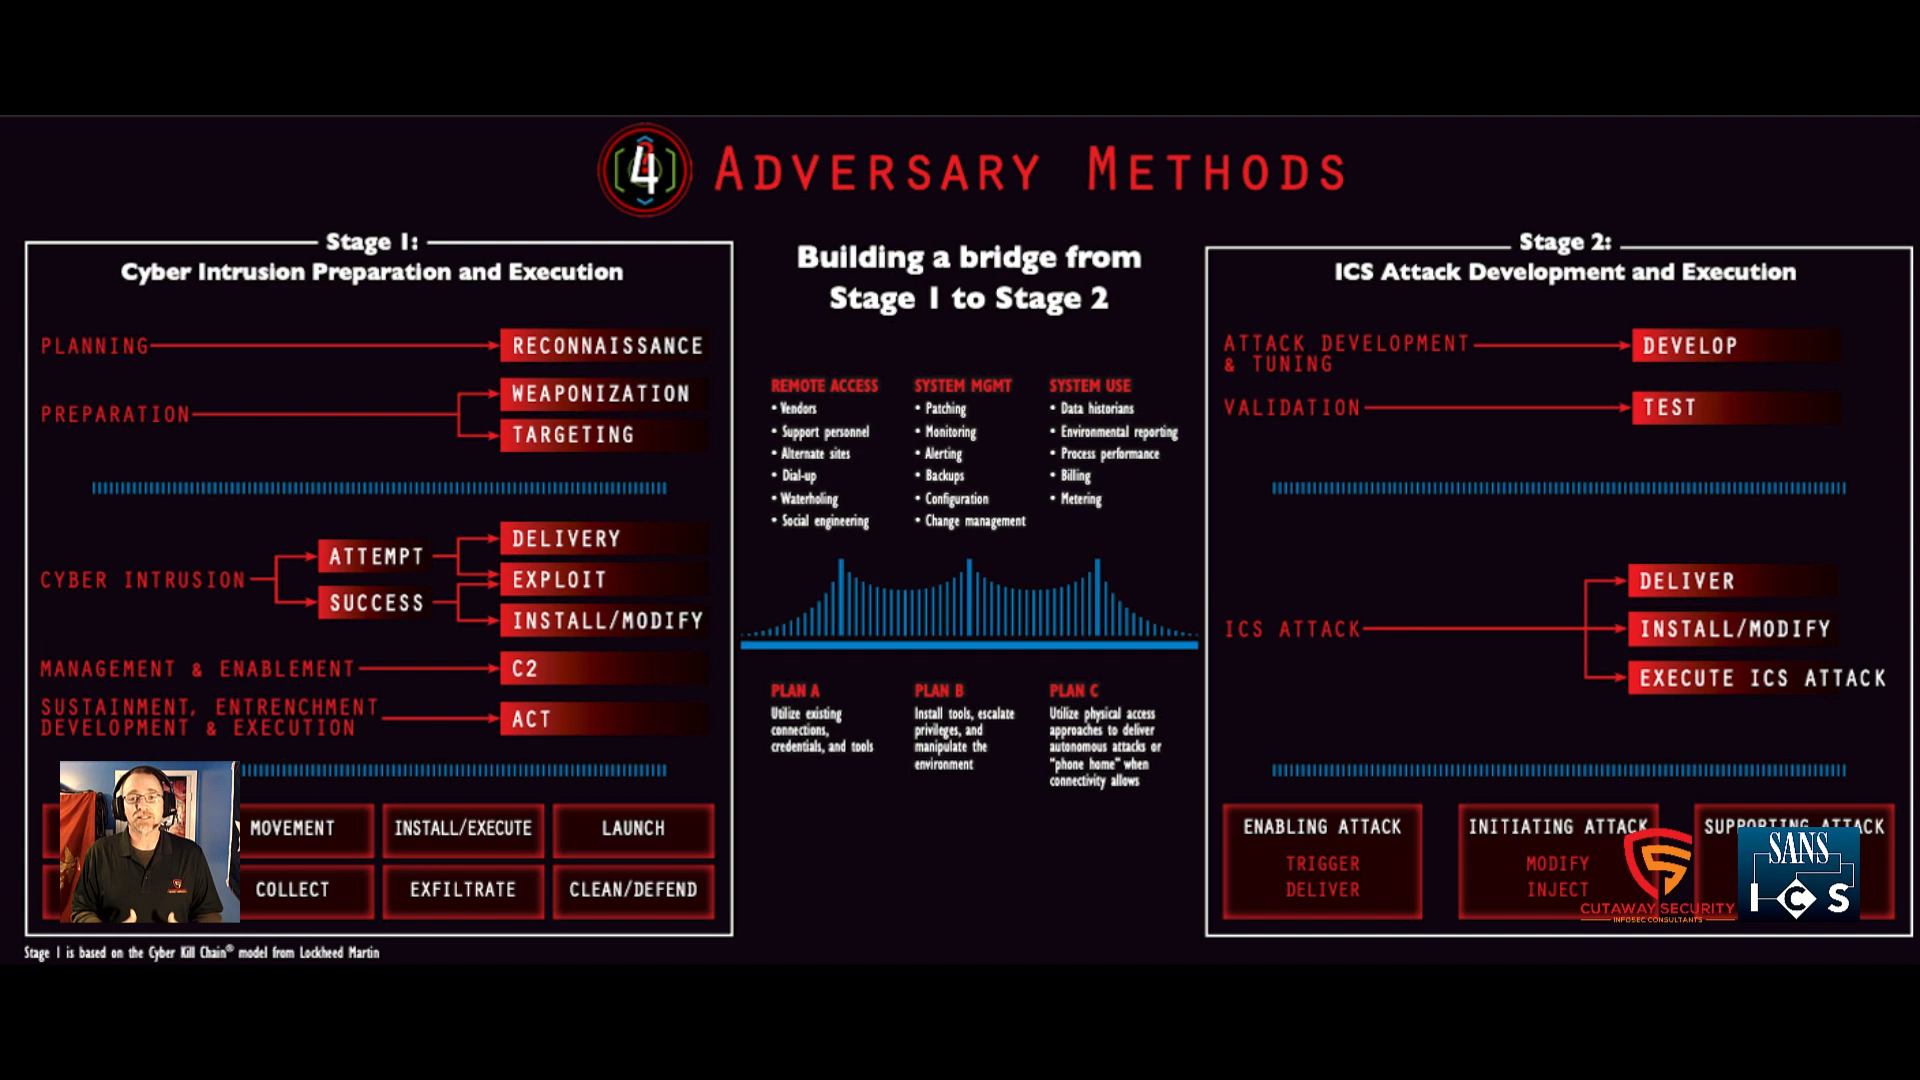 4 ADVERSARY METHODS
Stage 1:
Cyber Intrusion Preparation and Execution
PLANNING
RECONNAISSANCE
PREPARATION
WEAPONIZATION
TARGETING
CYBER INTRUSION
ATTEMPT
SUCCESS
DELIVERY
EXPLOIT
INSTALL/MODIFY
MANAGEMENT & ENABLEMENT
C2
SUSTAINMENT, ENTRENCHMENT
DEVELOPMENT & EXECUTION
ACT
MOVEMENT
INSTALL/EXECUTE
LAUNCH
COLLECT
EXFILTRATE
CLEAN/DEFEND
Stage 1 is based on the Cyber Kill Chain® model from Lockheed Martin
Building a bridge from
Stage 1 to Stage 2
REMOTE ACCESS
• Vendors
• Support personnel
• Alternate sites
• Dial-up
• Waterholing
• Social engineering
SYSTEM MGMT
• Patching
• Monitoring
• Alerting
• Backups
• Configuration
• Change management
SYSTEM USE
• Data historians
• Environmental reporting
• Process performance
• Billing
• Metering
PLAN A
Utilize existing
connections,
credentials, and tools
PLAN B
Install tools, escalate
privileges, and
manipulate the
environment
PLAN C
Utilize physical access
approaches to deliver
autonomous attacks or
"phone home" when
connectivity allows
Stage 2:
ICS Attack Development and Execution
ATTACK DEVELOPMENT
& TUNING
DEVELOP
VALIDATION
TEST
ICS ATTACK
DELIVER
INSTALL/MODIFY
EXECUTE ICS ATTACK
ENABLING ATTACK
TRIGGER
DELIVER
INITIATING ATTACK
MODIFY
INJECT
SUPPORTING ATTACK
CUTAWAY SECURITY
INFOSEC CONSULTANTS
SANS
ICS